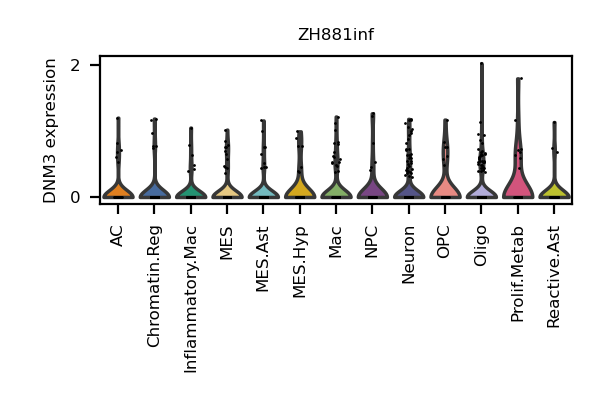 ZH881inf
DNM3 expression
2
0
AC
Chromatin.Reg
Inflammatory.Mac
MES
MES.Ast
MES.Hyp
Mac
NPC
Neuron
OPC
Oligo
Prolif.Metab
Reactive.Ast